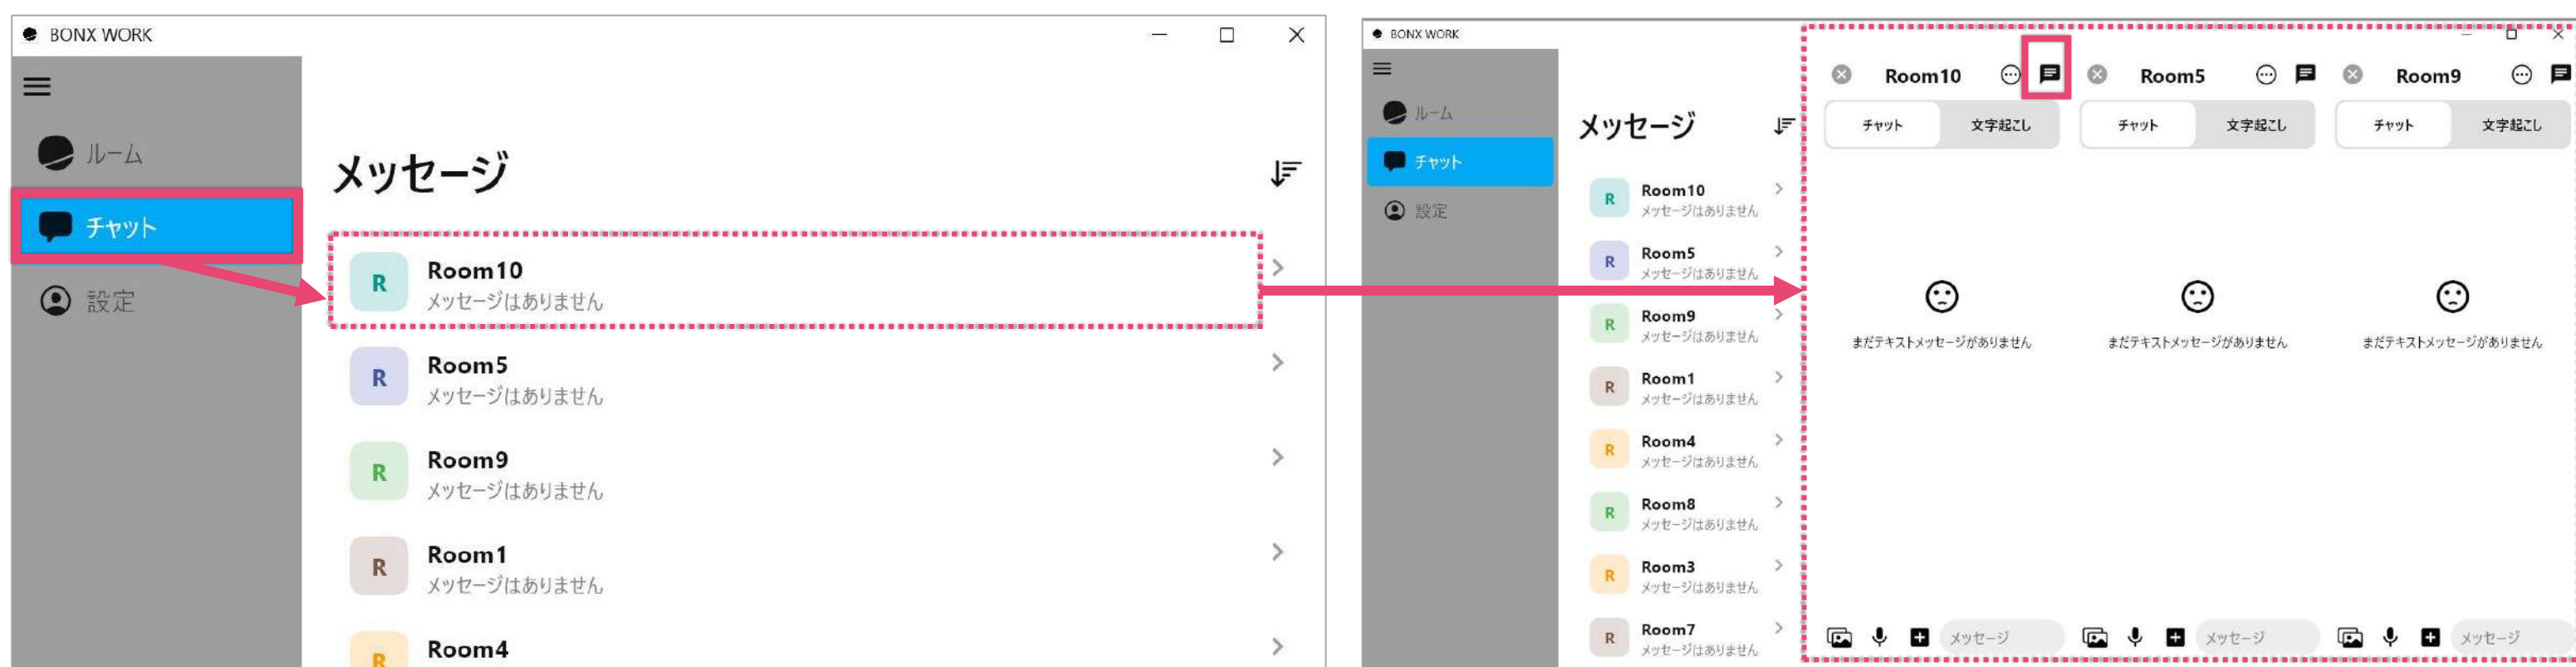 BONX WORK
ルーム
チャット
設定
メッセージ
R
Room10
メッセージはありません
R
Room5
メッセージはありません
R
Room9
メッセージはありません
R
Room1
メッセージはありません
R
Room4
BONX WORK
ルーム
チャット
設定
メッセージ
R
Room10
メッセージはありません
R
Room5
メッセージはありません
R
Room9
メッセージはありません
R
Room1
メッセージはありません
R
Room4
メッセージはありません
R
Room8
メッセージはありません
R
Room3
メッセージはありません
R
Room7
メッセージはありません
Room10
チャット 文字起こし
まだテキストメッセージがありません
メッセージ
Room5
チャット 文字起こし
まだテキストメッセージがありません
メッセージ
Room9
チャット 文字起こし
まだテキストメッセージがありません
メッセージ